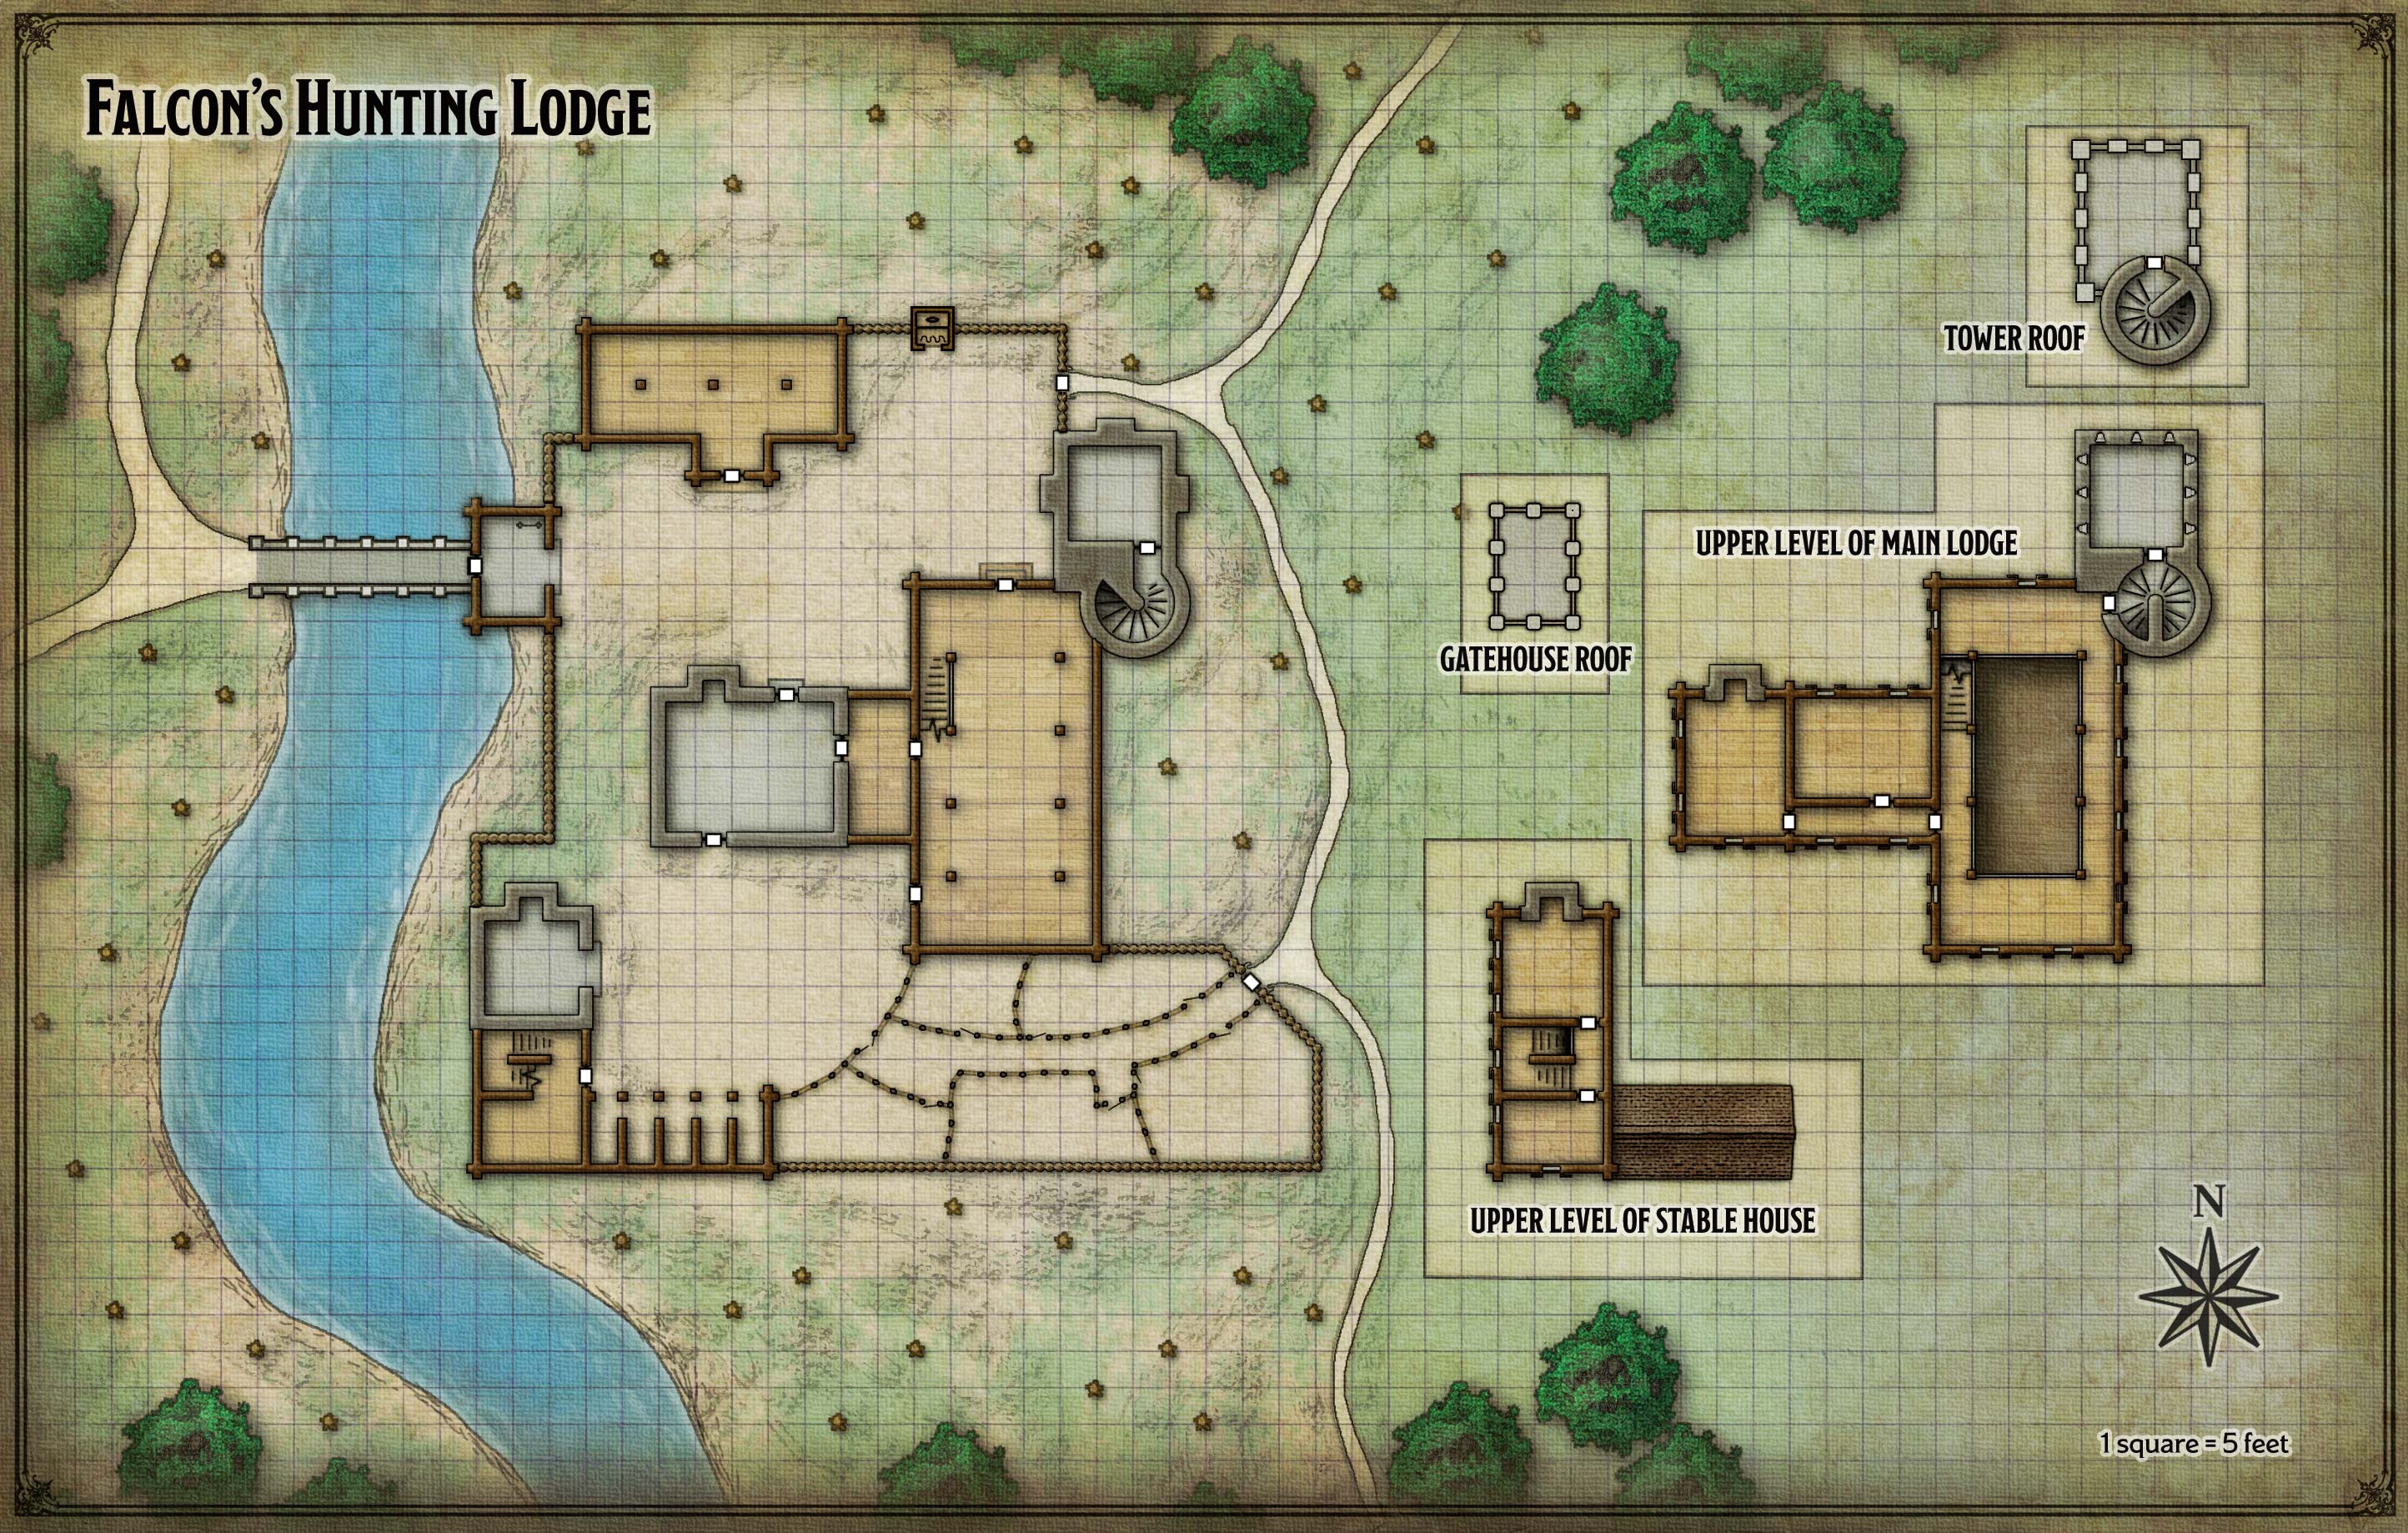 FALCON'S HUNTING LODGE
TOWER ROOF
UPPER LEVEL OF MAIN LODGE
GATEHOUSE ROOF
UPPER LEVEL OF STABLE HOUSE
N
1 square = 5 feet